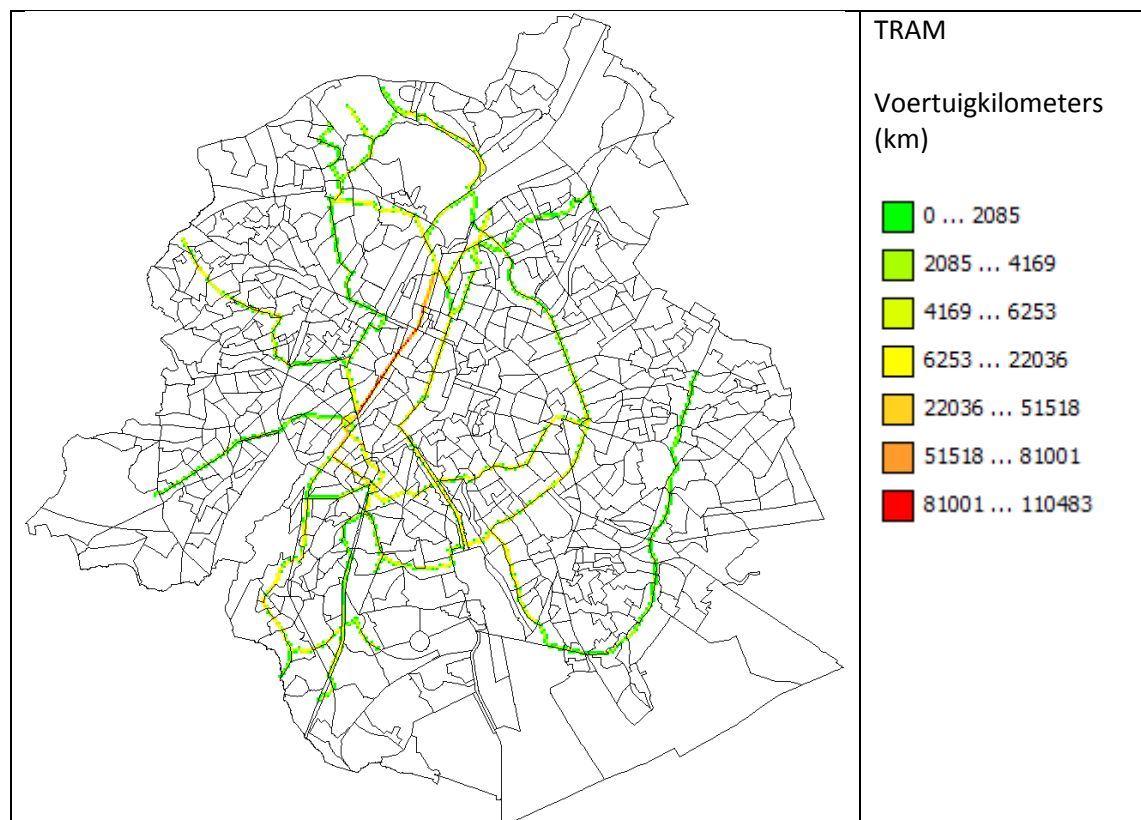 TRAM
Voertuigkilometers
(km)
0 ... 2085
2085 ... 4169
4169 ... 6253
6253 ... 22036
22036 ... 51518
51518 ... 81001
81001 ... 110483